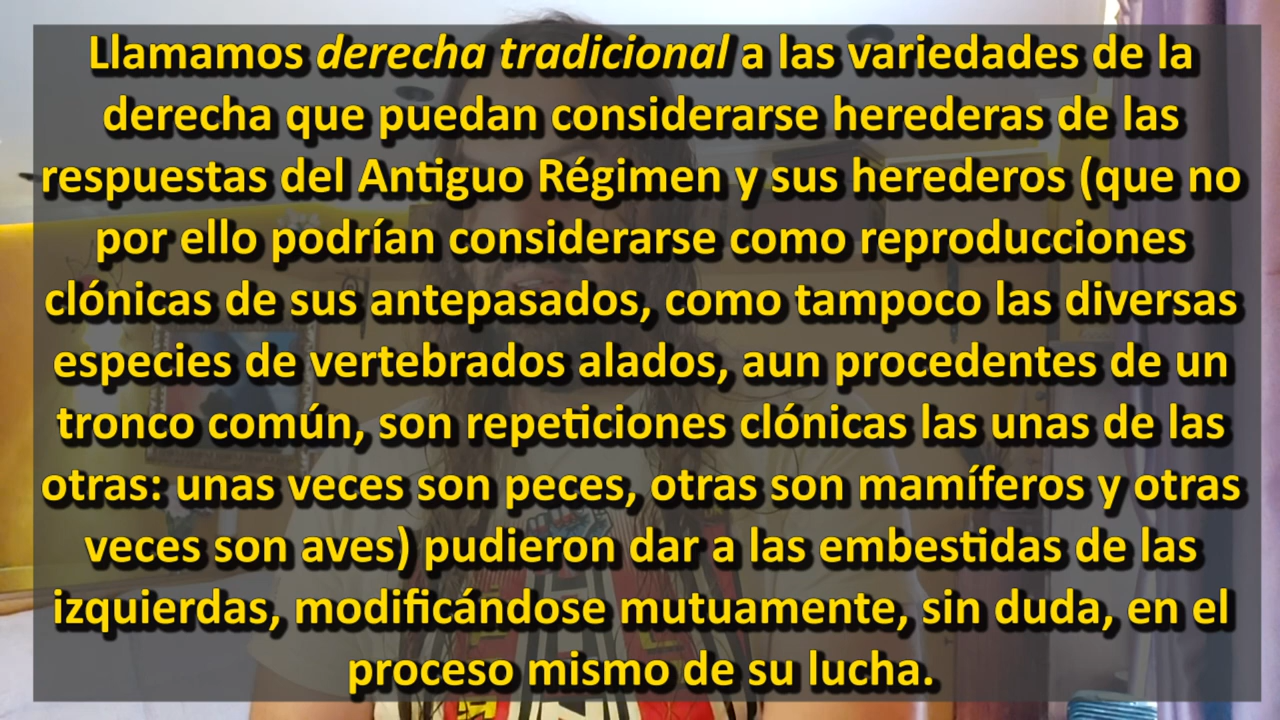 Llamamos derecha tradicional a las variedades de la
derecha que puedan considerarse herederas de las
respuestas del Antiguo Régimen y sus herederos (que no
por ello podrían considerarse como reproducciones
clónicas de sus antepasados, como tampoco las diversas
especies de vertebrados alados, aun procedentes de un
tronco común, son repeticiones clónicas las unas de las
otras: unas veces son peces, otras son mamíferos y otras
veces son aves) pudieron dar a las embestidas de las
izquierdas, modificándose mutuamente, sin duda, en el
proceso mismo de su lucha.